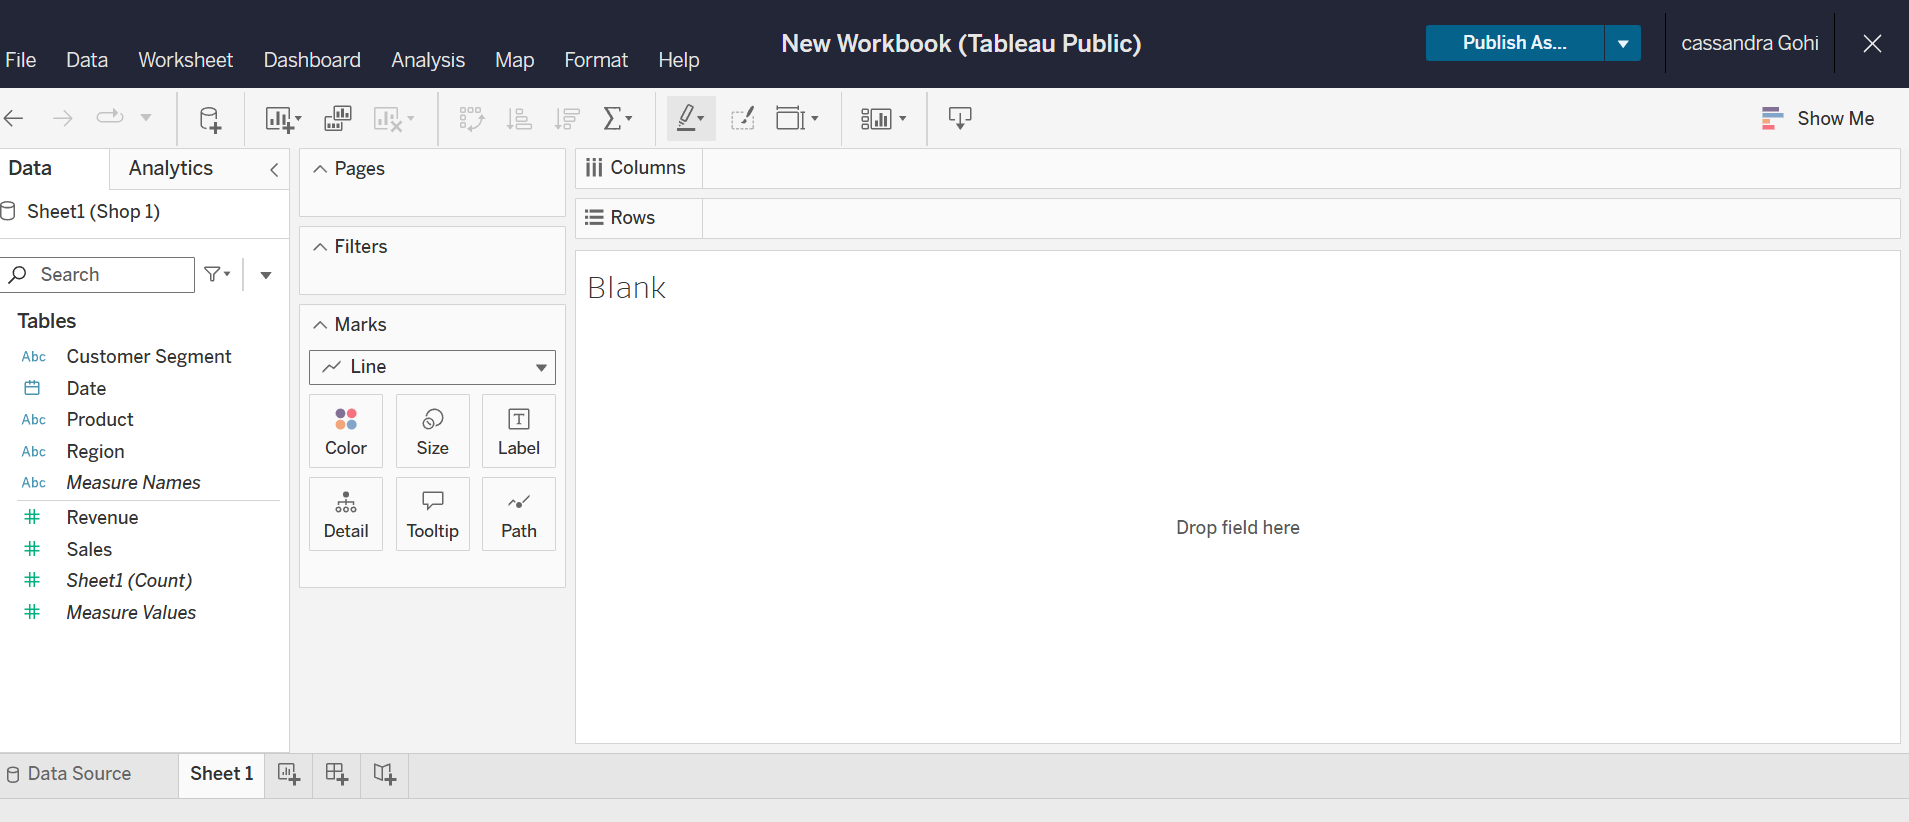 New Workbook (Tableau Public)
Publish As...
cassandra Gohi
File Data Worksheet Dashboard Analysis Map Format Help
Show Me
Data Analytics
Sheet1 (Shop 1)
Search
Tables
Abc Customer Segment
Date
Abc Product
Abc Region
Abc Measure Names
Revenue
Sales
Sheet1 (Count)
Measure Values
Pages
Filters
Marks
Line
Color Size Label
Detail Tooltip Path
Columns
Rows
Blank
Drop field here
Data Source Sheet 1